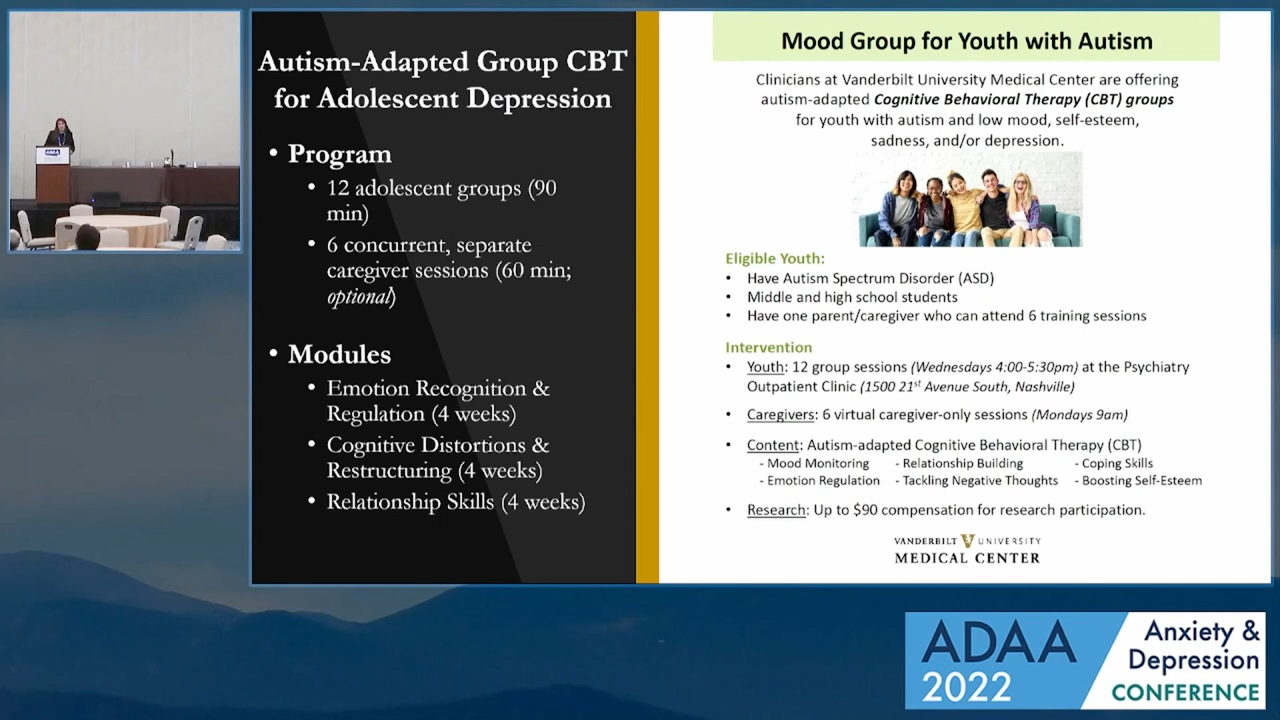 Autism-Adapted Group CBT
for Adolescent Depression
• Program
• 12 adolescent groups (90
min)
• 6 concurrent, separate
caregiver sessions (60 min;
optional)
• Modules
• Emotion Recognition &
Regulation (4 weeks)
• Cognitive Distortions &
Restructuring (4 weeks)
• Relationship Skills (4 weeks)
Mood Group for Youth with Autism
Clinicians at Vanderbilt University Medical Center are offering
autism-adapted Cognitive Behavioral Therapy (CBT) groups
for youth with autism and low mood, self-esteem,
sadness, and/or depression.
Eligible Youth:
• Have Autism Spectrum Disorder (ASD)
• Middle and high school students
• Have one parent/caregiver who can attend 6 training sessions
Intervention
• Youth: 12 group sessions (Wednesdays 4:00-5:30pm) at the Psychiatry
Outpatient Clinic (1500 21st Avenue South, Nashville)
• Caregivers: 6 virtual caregiver-only sessions (Mondays 9am)
• Content: Autism-adapted Cognitive Behavioral Therapy (CBT)
- Mood Monitoring - Relationship Building - Coping Skills
- Emotion Regulation - Tackling Negative Thoughts - Boosting Self-Esteem
• Research: Up to $90 compensation for research participation.
VANDERBILT V UNIVERSITY
MEDICAL CENTER
ADAA
2022
Anxiety &
Depression
CONFERENCE